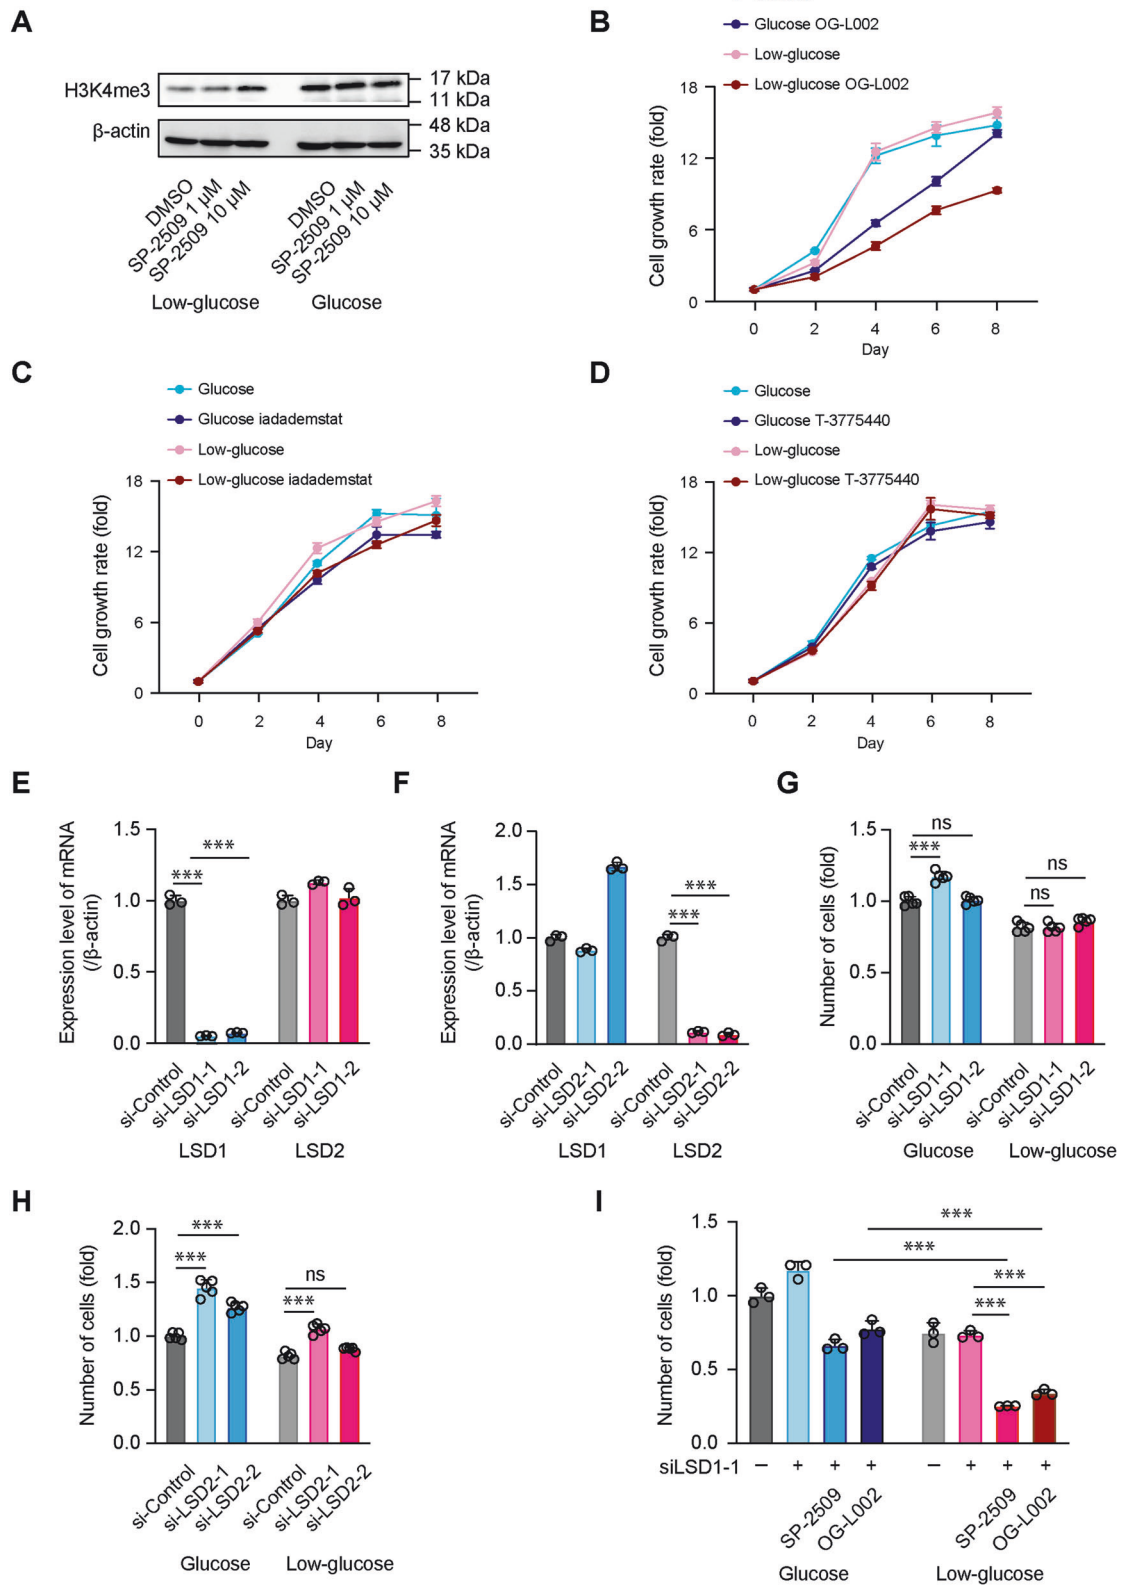 A
H3K4me3
β-actin
17 kDa
11 kDa
48 kDa
35 kDa
DMSO
SP-2509 1 μM
SP-2509 10 μM
DMSO
SP-2509 1 μM
SP-2509 10 μM
Low-glucose
Glucose
B
Glucose OG-L002
Low-glucose
Low-glucose OG-L002
Cell growth rate (fold)
18
12
6
0
0 2 4 6 8
Day
C
Glucose
Glucose iadademstat
Low-glucose
Low-glucose iadademstat
Cell growth rate (fold)
18
12
6
0
0 2 4 6 8
Day
D
Glucose
Glucose T-3775440
Low-glucose
Low-glucose T-3775440
Cell growth rate (fold)
18
12
6
0
0 2 4 6 8
Day
E
Expression level of mRNA
(/β-actin)
1.5
1.0
0.5
0.0
***
***
si-Control
si-LSD1-1
si-LSD1-2
si-Control
si-LSD1-1
si-LSD1-2
LSD1
LSD2
F
Expression level of mRNA
(/β-actin)
2.0
1.5
1.0
0.5
0.0
***
***
si-Control
si-LSD2-1
si-LSD2-2
si-Control
si-LSD2-1
si-LSD2-2
LSD1
LSD2
G
Number of cells (fold)
1.5
1.0
0.5
0.0
ns
***
ns
ns
si-Control
si-LSD1-1
si-LSD1-2
si-Control
si-LSD1-1
si-LSD1-2
Glucose
Low-glucose
H
Number of cells (fold)
2.0
1.5
1.0
0.5
0.0
***
***
ns
***
si-Control
si-LSD2-1
si-LSD2-2
si-Control
si-LSD2-1
si-LSD2-2
Glucose
Low-glucose
I
Number of cells (fold)
1.5
1.0
0.5
0.0
***
***
***
***
siLSD1-1 − + + + − + + +
SP-2509
OG-L002
SP-2509
OG-L002
Glucose
Low-glucose